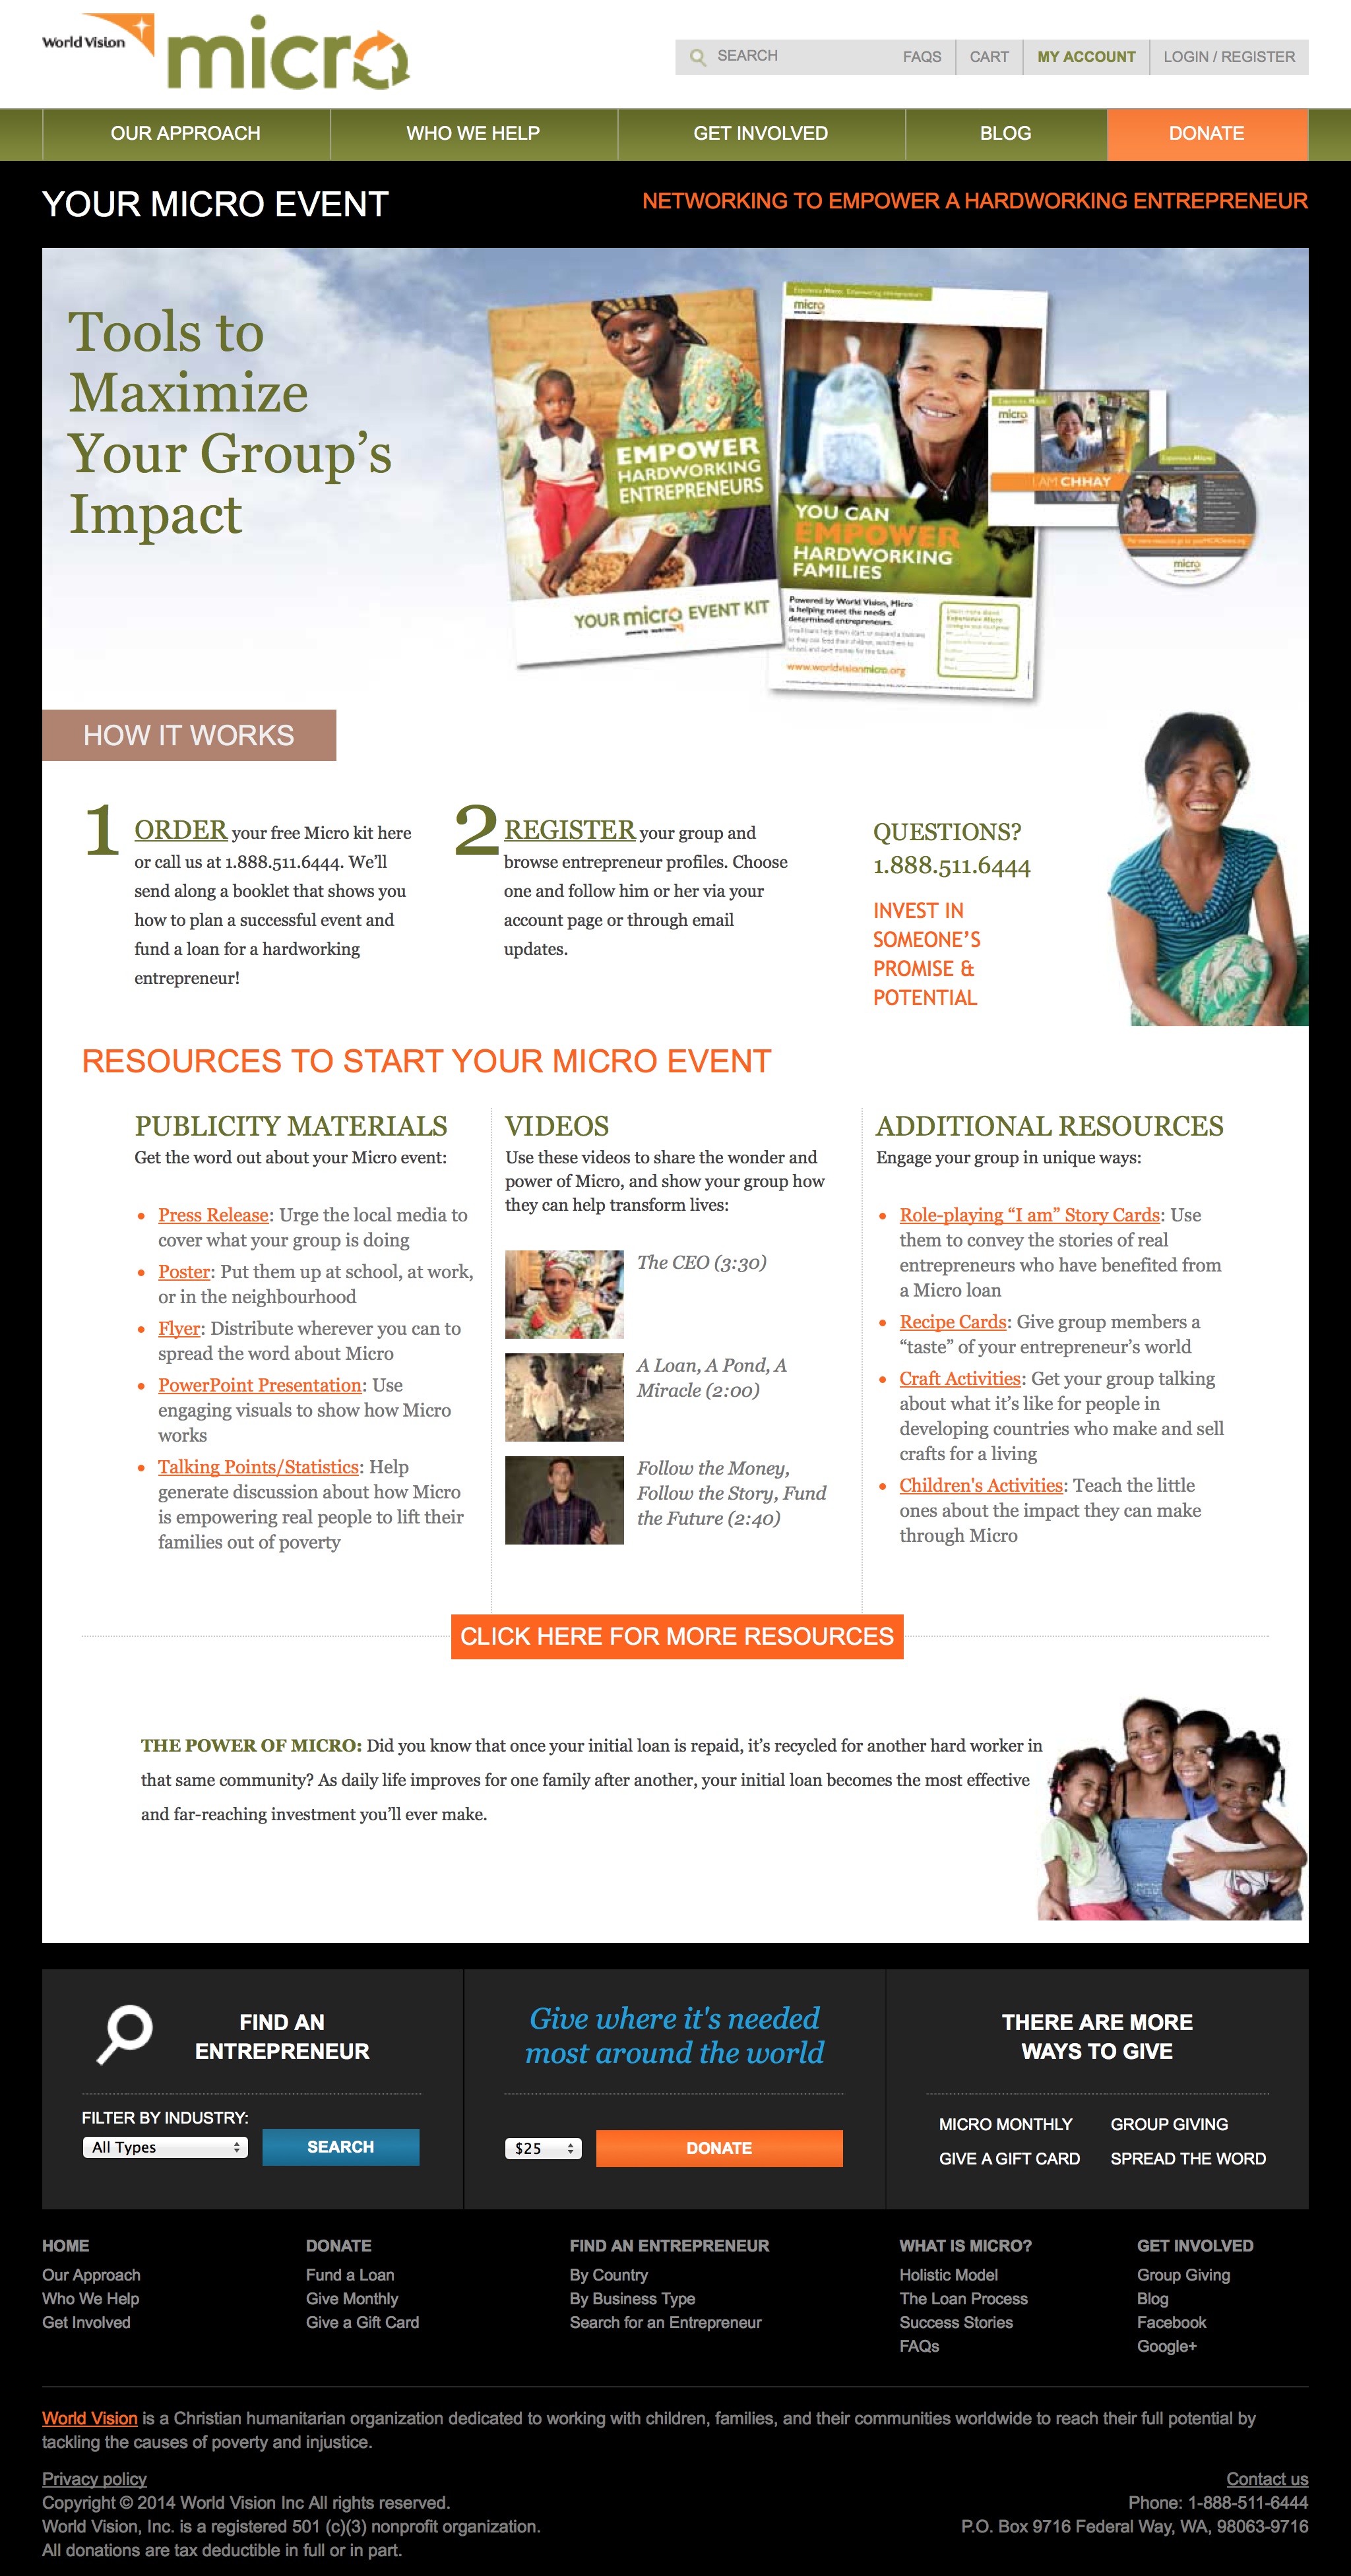 World Vision
micro
SEARCH
FAQS
CART
MY ACCOUNT
LOGIN / REGISTER
OUR APPROACH
WHO WE HELP
GET INVOLVED
BLOG
DONATE
YOUR MICRO EVENT
NETWORKING TO EMPOWER A HARDWORKING ENTREPRENEUR
Tools to
Maximize
Your Group’s
Impact
EMPOWER
HARDWORKING
ENTREPRENEURS
YOUR micro EVENT KIT
micro
YOU CAN
EMPOWER
HARDWORKING
FAMILIES
Powered by World Vision, Micro
is helping meet the needs of
determined entrepreneurs.
www.worldvisionmicro.org
micro
I AM CHHAY
micro
HOW IT WORKS
1
ORDER your free Micro kit here
or call us at 1.888.511.6444. We’ll
send along a booklet that shows you
how to plan a successful event and
fund a loan for a hardworking
entrepreneur!
2
REGISTER your group and
browse entrepreneur profiles. Choose
one and follow him or her via your
account page or through email
updates.
QUESTIONS?
1.888.511.6444
INVEST IN
SOMEONE’S
PROMISE &
POTENTIAL
RESOURCES TO START YOUR MICRO EVENT
PUBLICITY MATERIALS
Get the word out about your Micro event:
• Press Release: Urge the local media to
cover what your group is doing
• Poster: Put them up at school, at work,
or in the neighbourhood
• Flyer: Distribute wherever you can to
spread the word about Micro
• PowerPoint Presentation: Use
engaging visuals to show how Micro
works
• Talking Points/Statistics: Help
generate discussion about how Micro
is empowering real people to lift their
families out of poverty
VIDEOS
Use these videos to share the wonder and
power of Micro, and show your group how
they can help transform lives:
The CEO (3:30)
A Loan, A Pond, A
Miracle (2:00)
Follow the Money,
Follow the Story, Fund
the Future (2:40)
ADDITIONAL RESOURCES
Engage your group in unique ways:
• Role-playing “I am” Story Cards: Use
them to convey the stories of real
entrepreneurs who have benefited from
a Micro loan
• Recipe Cards: Give group members a
“taste” of your entrepreneur’s world
• Craft Activities: Get your group talking
about what it’s like for people in
developing countries who make and sell
crafts for a living
• Children's Activities: Teach the little
ones about the impact they can make
through Micro
CLICK HERE FOR MORE RESOURCES
THE POWER OF MICRO: Did you know that once your initial loan is repaid, it’s recycled for another hard worker in
that same community? As daily life improves for one family after another, your initial loan becomes the most effective
and far-reaching investment you’ll ever make.
FIND AN
ENTREPRENEUR
FILTER BY INDUSTRY:
All Types
SEARCH
Give where it's needed
most around the world
$25
DONATE
THERE ARE MORE
WAYS TO GIVE
MICRO MONTHLY
GROUP GIVING
GIVE A GIFT CARD
SPREAD THE WORD
HOME
Our Approach
Who We Help
Get Involved
DONATE
Fund a Loan
Give Monthly
Give a Gift Card
FIND AN ENTREPRENEUR
By Country
By Business Type
Search for an Entrepreneur
WHAT IS MICRO?
Holistic Model
The Loan Process
Success Stories
FAQs
GET INVOLVED
Group Giving
Blog
Facebook
Google+
World Vision is a Christian humanitarian organization dedicated to working with children, families, and their communities worldwide to reach their full potential by
tackling the causes of poverty and injustice.
Privacy policy
Copyright © 2014 World Vision Inc All rights reserved.
World Vision, Inc. is a registered 501 (c)(3) nonprofit organization.
All donations are tax deductible in full or in part.
Contact us
Phone: 1-888-511-6444
P.O. Box 9716 Federal Way, WA, 98063-9716